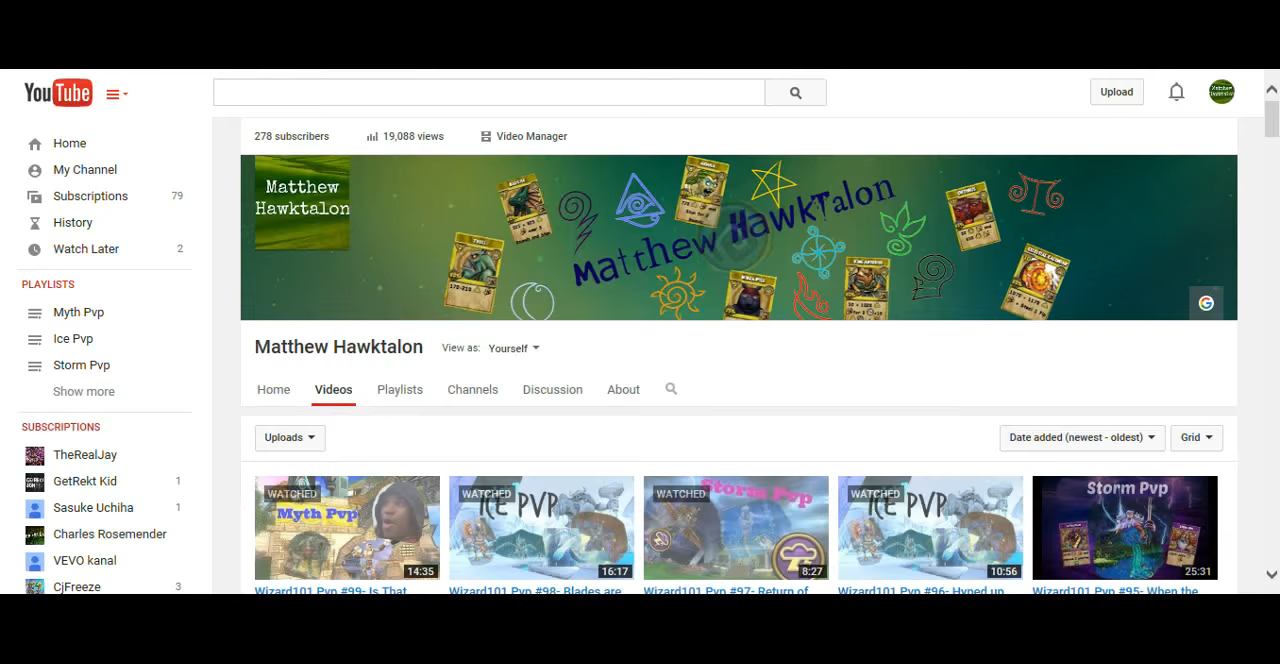 YouTube
Upload
278 subscribers
19,088 views
Video Manager
Home
My Channel
Subscriptions 79
History
Watch Later 2
PLAYLISTS
Myth Pvp
Ice Pvp
Storm Pvp
Show more
SUBSCRIPTIONS
TheRealJay
GetRekt Kid 1
Sasuke Uchiha 1
Charles Rosemender
VEVO kanal
CjFreeze 3
Matthew
Hawktalon
Matthew HawkTalon
Matthew Hawktalon
View as: Yourself
Home Videos Playlists Channels Discussion About
Uploads
Date added (newest - oldest)
Grid
WATCHED
Myth Pvp
14:35
WATCHED
ICE PVP
16:17
WATCHED
Storm Pvp
8:27
WATCHED
ICE PVP
10:56
Storm Pvp
25:31
Wizard101 Pvp #99- Is That
Wizard101 Pvp #98- Blades are
Wizard101 Pvp #97- Return of
Wizard101 Pvp #96- Hyped up
Wizard101 Pvp #95- When the